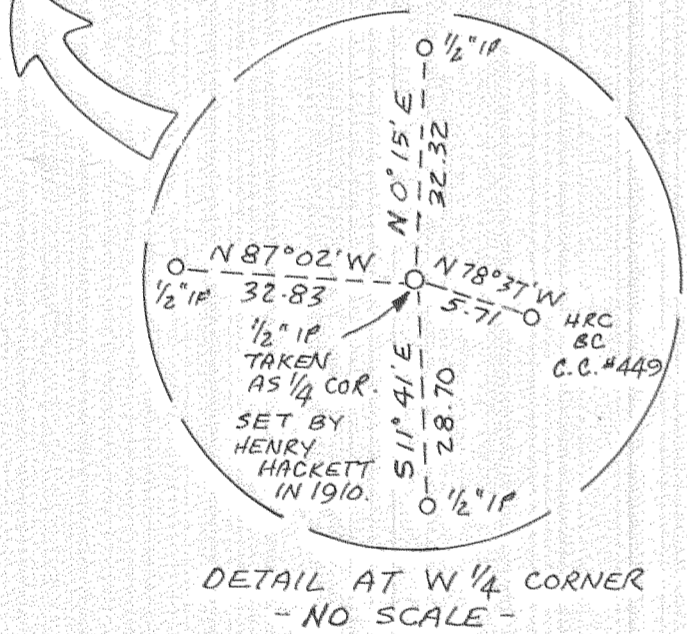 1/2" IP
N 0° 15' E
32.32
N 87° 02' W
32.83
1/2" IP
N 78° 37' W
5.71
HRC
BC
C.C. #449
1/2" IP
TAKEN
AS 1/4 COR.
SET BY
HENRY
HACKETT
IN 1910.
S 11° 41' E
28.70
1/2" IP
DETAIL AT W 1/4 CORNER
- NO SCALE -